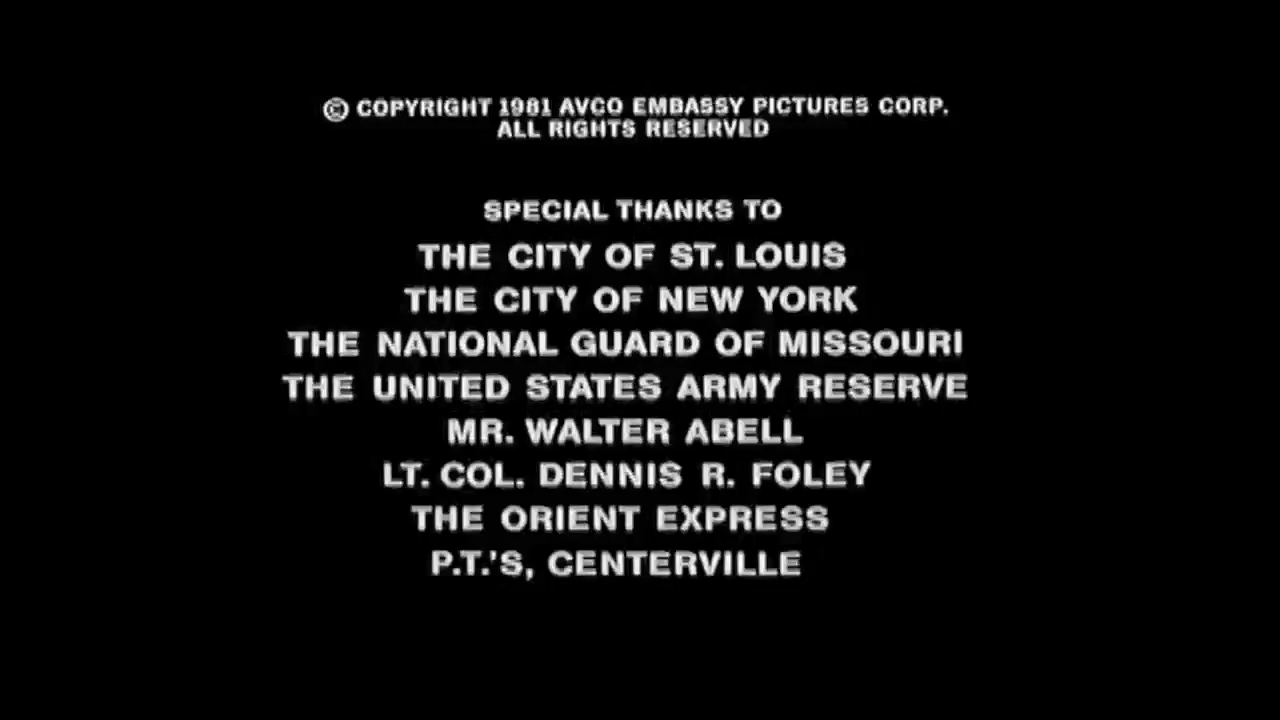 © COPYRIGHT 1981 AVCO EMBASSY PICTURES CORP.
ALL RIGHTS RESERVED
SPECIAL THANKS TO
THE CITY OF ST. LOUIS
THE CITY OF NEW YORK
THE NATIONAL GUARD OF MISSOURI
THE UNITED STATES ARMY RESERVE
MR. WALTER ABELL
LT. COL. DENNIS R. FOLEY
THE ORIENT EXPRESS
P.T.'S, CENTERVILLE